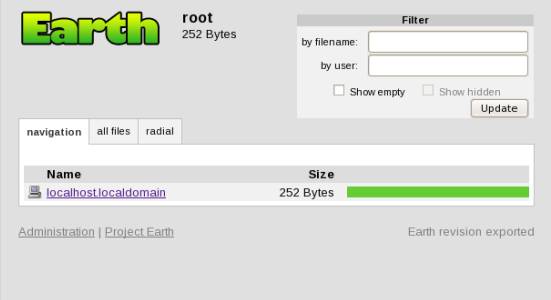 Earth
root
252 Bytes
Filter
by filename:
by user:
Show empty Show hidden
Update
navigation all files radial
Name Size
localhost.localdomain 252 Bytes
Administration | Project Earth Earth revision exported